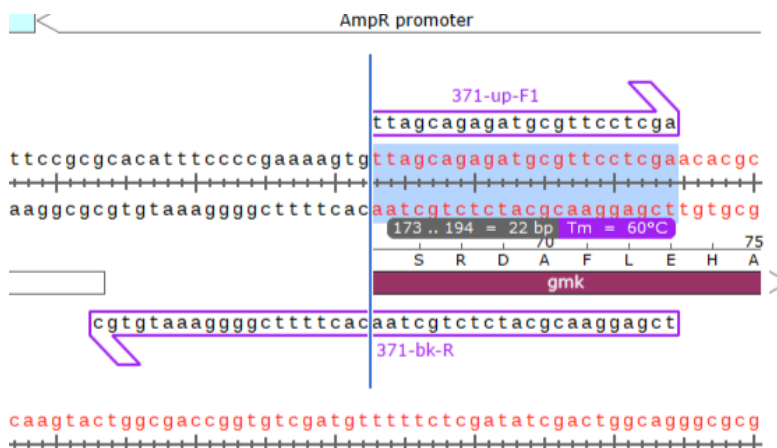 AmpR promoter
371-up-F1
ttagcagagatgcgttcctcga
ttccgcgcacatttccccgaaaagtgttagcagagatgcgttcctcgaacacgc
aaggcgcgtgtaaaggggcttttcacaatcgtctctacgcaaggagcttgtgcg
173 .. 194 = 22 bp Tm = 60°C
70 75
S R D A F L E H A
gmk
cgtgtaaaggggcttttcacaatcgtctctacgcaaggagct
371-bk-R
caagtactggcgaccggtgtcgatgtttttctcgatatcgactggcagggcgcg